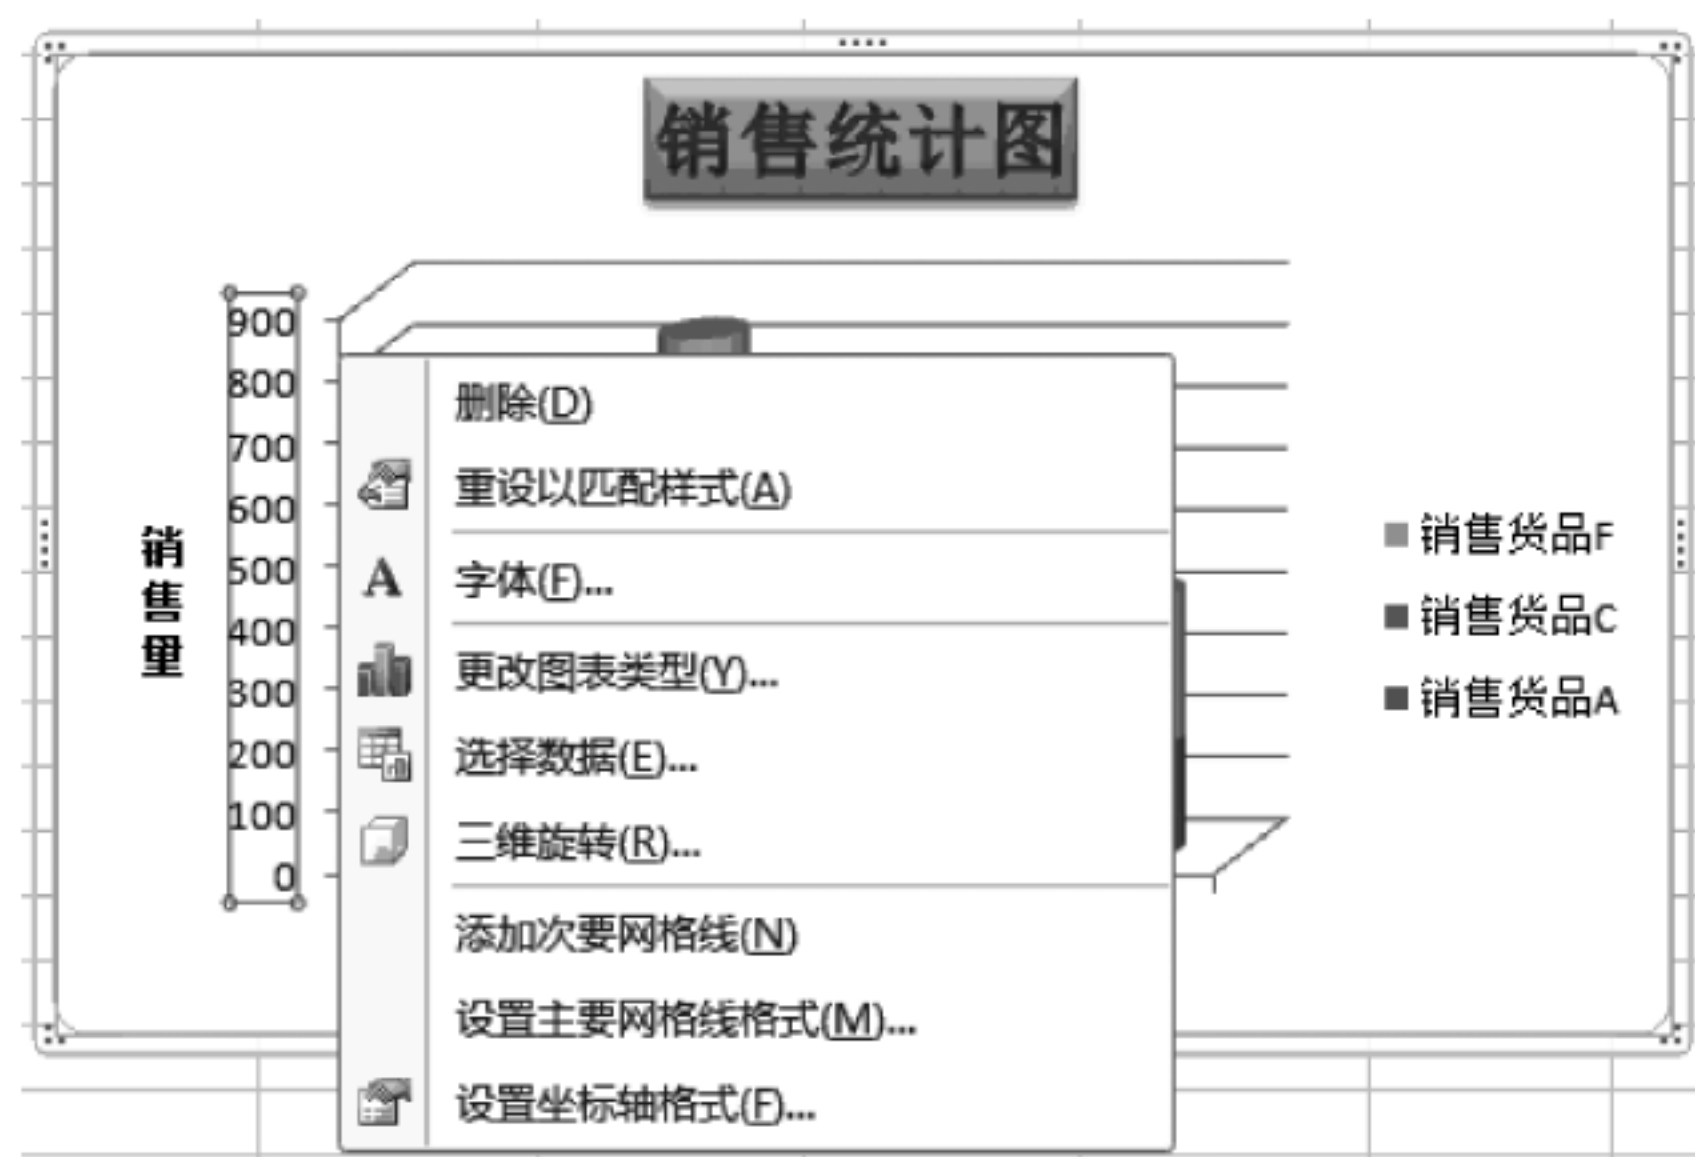 销售统计图
900
800
700
600
500
400
300
200
100
0
销
售
量
删除(D)
重设以匹配样式(A)
字体(F)...
更改图表类型(Y)...
选择数据(E)...
三维旋转(R)...
添加次要网格线(N)
设置主要网格线格式(M)...
设置坐标轴格式(F)...
销售货品F
销售货品C
销售货品A